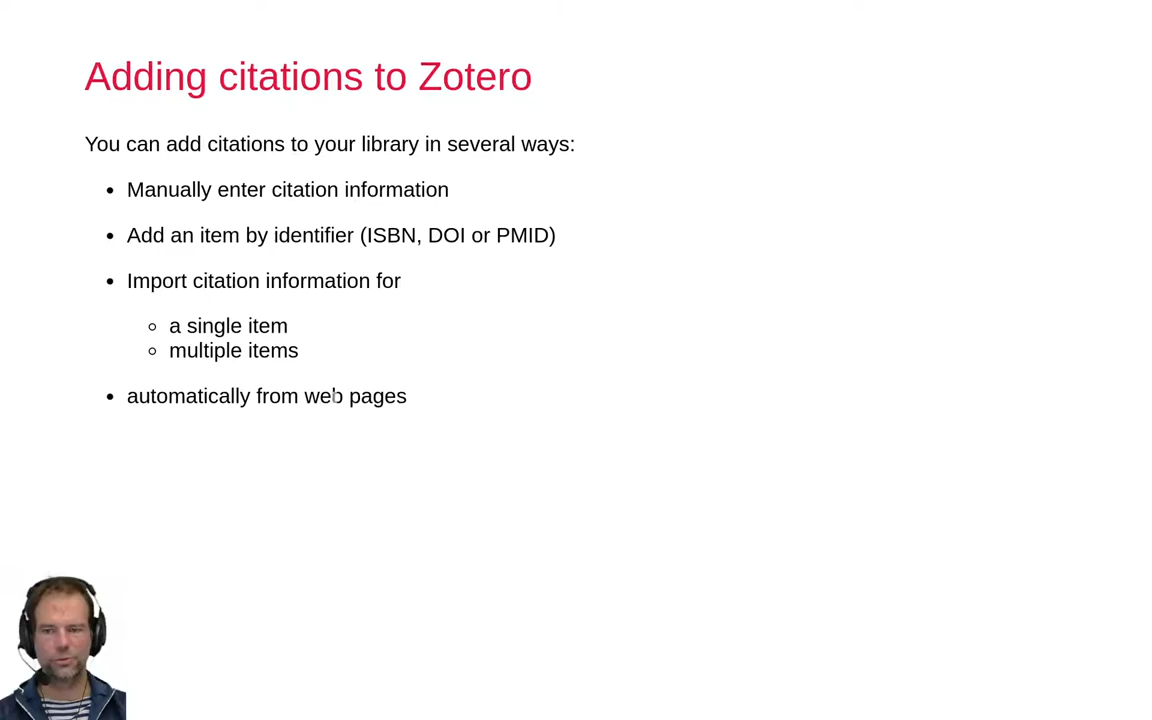 Adding citations to Zotero
You can add citations to your library in several ways:
• Manually enter citation information
• Add an item by identifier (ISBN, DOI or PMID)
• Import citation information for
◦ a single item
◦ multiple items
• automatically from web pages